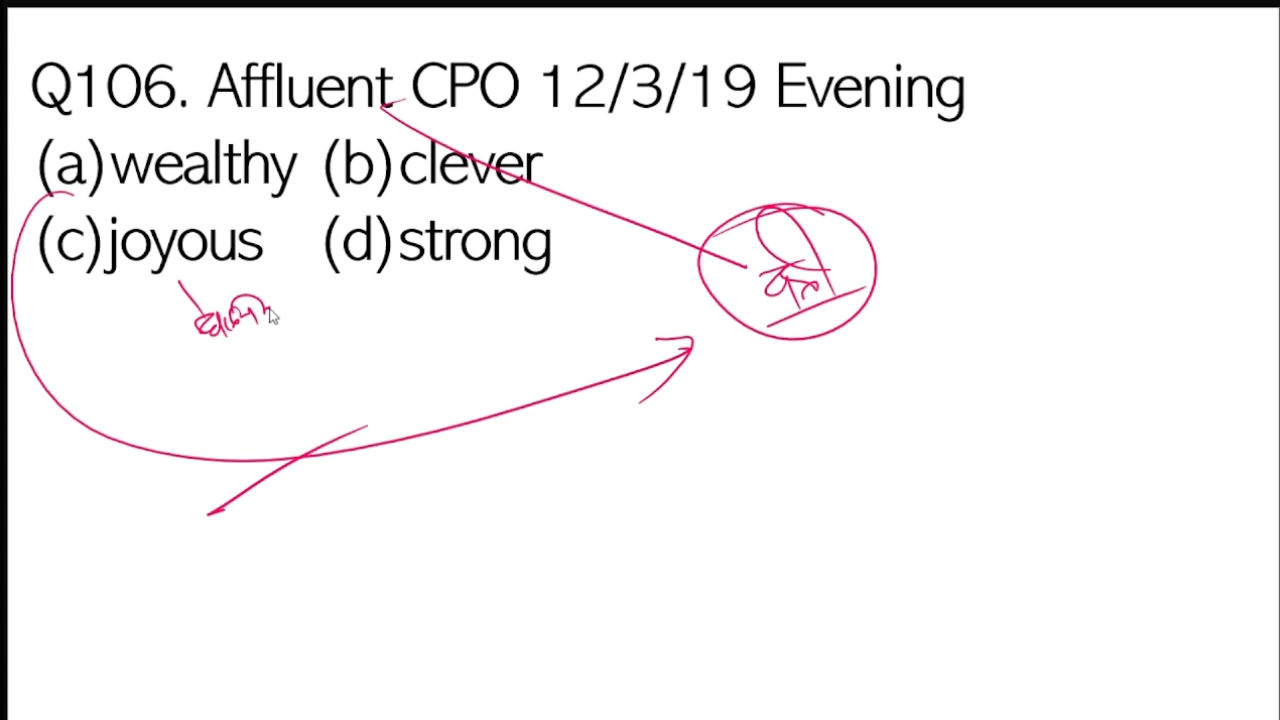 Q106. Affluent CPO 12/3/19 Evening
(a)wealthy (b)clever
(c)joyous (d)strong